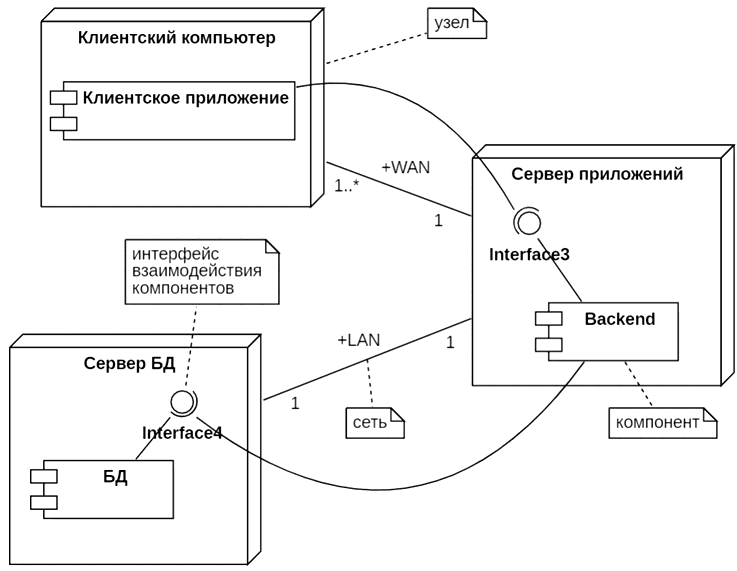 Клиентский компьютер
узел
Клиентское приложение
+WAN
1..*
1
Сервер приложений
Interface3
интерфейс
взаимодействия
компонентов
Backend
+LAN
1
1
Сервер БД
Interface4
сеть
компонент
БД